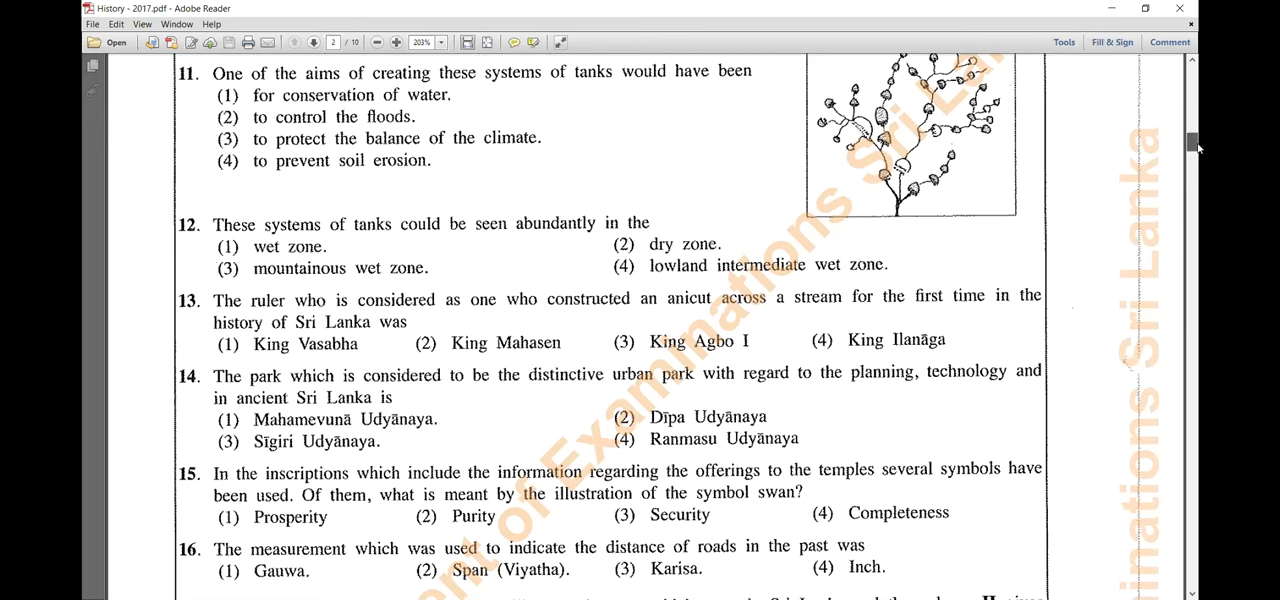 History - 2017.pdf - Adobe Reader
File Edit View Window Help
Open 2 / 10 203% Tools Fill & Sign Comment
11. One of the aims of creating these systems of tanks would have been
(1) for conservation of water.
(2) to control the floods.
(3) to protect the balance of the climate.
(4) to prevent soil erosion.
12. These systems of tanks could be seen abundantly in the
(1) wet zone. (2) dry zone.
(3) mountainous wet zone. (4) lowland intermediate wet zone.
13. The ruler who is considered as one who constructed an anicut across a stream for the first time in the
history of Sri Lanka was
(1) King Vasabha (2) King Mahasen (3) King Agbo I (4) King Ilanāga
14. The park which is considered to be the distinctive urban park with regard to the planning, technology and
in ancient Sri Lanka is
(1) Mahamevunā Udyānaya. (2) Dīpa Udyānaya
(3) Sīgiri Udyānaya. (4) Ranmasu Udyānaya
15. In the inscriptions which include the information regarding the offerings to the temples several symbols have
been used. Of them, what is meant by the illustration of the symbol swan?
(1) Prosperity (2) Purity (3) Security (4) Completeness
16. The measurement which was used to indicate the distance of roads in the past was
(1) Gauwa. (2) Span (Viyatha). (3) Karisa. (4) Inch.
of Examinations Sri
Sri Lanka